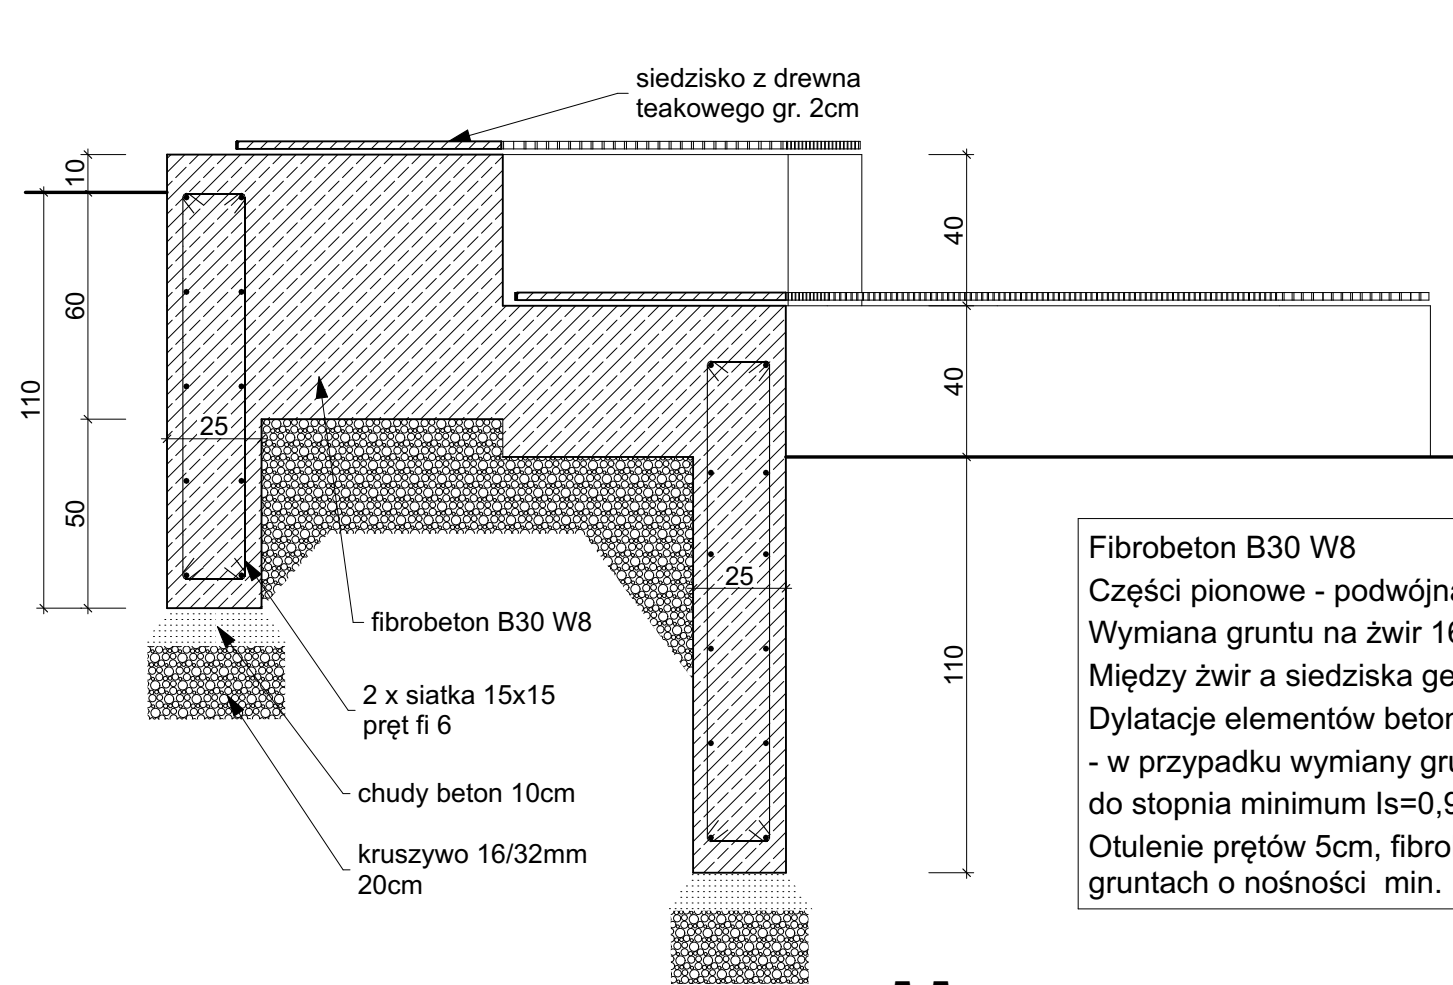 siedzisko z drewna
teakowego gr. 2cm
10
40
60
110
40
25
50
25
110
fibrobeton B30 W8
2 x siatka 15x15
pręt fi 6
chudy beton 10cm
kruszywo 16/32mm
20cm
Fibrobeton B30 W8
Części pionowe - podwójna
Wymiana gruntu na żwir 16
Między żwir a siedziska ge
Dylatacje elementów beton
- w przypadku wymiany gru
do stopnia minimum Is=0,9
Otulenie prętów 5cm, fibro
gruntach o nośności min.